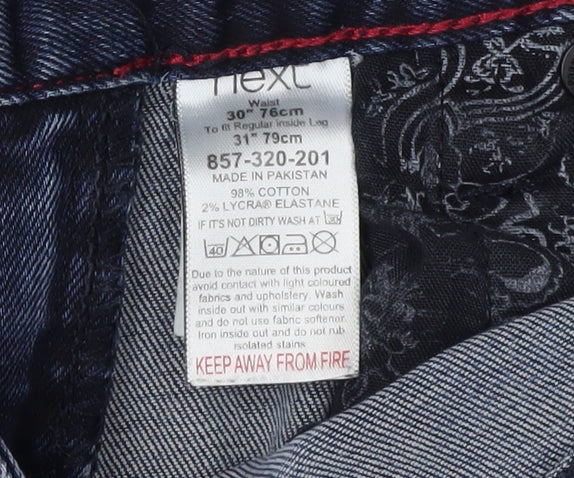 next
Waist
30" 76cm
To fit Regular inside Leg
31" 79cm
857-320-201
MADE IN PAKISTAN
98% COTTON
2% LYCRA® ELASTANE
IF IT'S NOT DIRTY WASH AT 30
40
Due to the nature of this product
avoid contact with light coloured
fabrics and upholstery. Wash
inside out with similar colours
and do not use fabric softener.
Iron inside out and do not rub
isolated stains
KEEP AWAY FROM FIRE